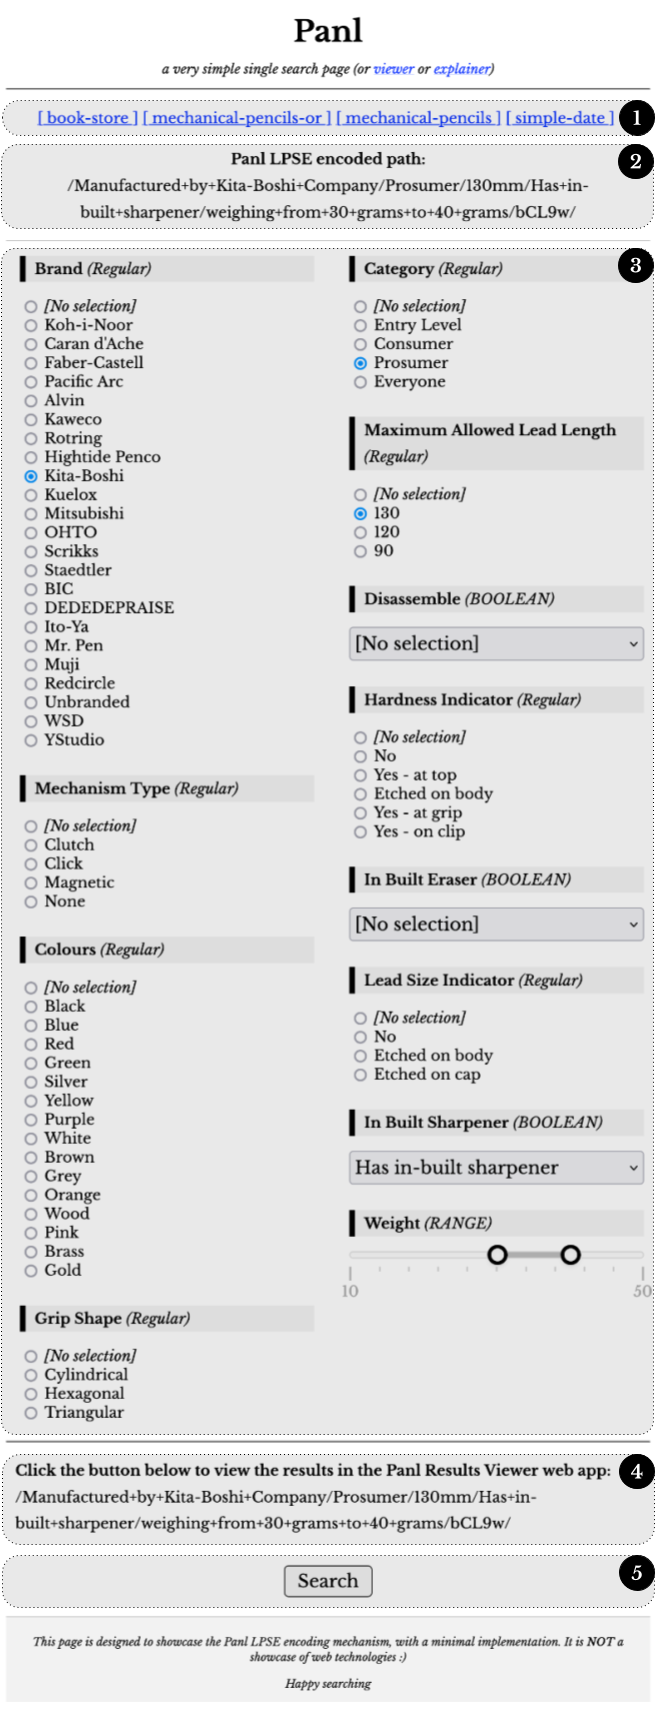 Panl
a very simple single search page (or viewer or explainer)
[ book-store ] [ mechanical-pencils-or ] [ mechanical-pencils ] [ simple-date ]
1
Panl LPSE encoded path:
2
/Manufactured+by+Kita-Boshi+Company/Prosumer/130mm/Has+in-
built+sharpener/weighing+from+30+grams+to+40+grams/bCL9w/
3
Brand (Regular)
[No selection]
Koh-i-Noor
Caran d'Ache
Faber-Castell
Pacific Arc
Alvin
Kaweco
Rotring
Hightide Penco
Kita-Boshi
Kuelox
Mitsubishi
OHTO
Scrikks
Staedtler
BIC
DEDEDEPRAISE
Ito-Ya
Mr. Pen
Muji
Redcircle
Unbranded
WSD
YStudio
Mechanism Type (Regular)
[No selection]
Clutch
Click
Magnetic
None
Colours (Regular)
[No selection]
Black
Blue
Red
Green
Silver
Yellow
Purple
White
Brown
Grey
Orange
Wood
Pink
Brass
Gold
Grip Shape (Regular)
[No selection]
Cylindrical
Hexagonal
Triangular
Category (Regular)
[No selection]
Entry Level
Consumer
Prosumer
Everyone
Maximum Allowed Lead Length
(Regular)
[No selection]
130
120
90
Disassemble (BOOLEAN)
[No selection]
Hardness Indicator (Regular)
[No selection]
No
Yes - at top
Etched on body
Yes - at grip
Yes - on clip
In Built Eraser (BOOLEAN)
[No selection]
Lead Size Indicator (Regular)
[No selection]
No
Etched on body
Etched on cap
In Built Sharpener (BOOLEAN)
Has in-built sharpener
Weight (RANGE)
10 50
Click the button below to view the results in the Panl Results Viewer web app:
4
/Manufactured+by+Kita-Boshi+Company/Prosumer/130mm/Has+in-
built+sharpener/weighing+from+30+grams+to+40+grams/bCL9w/
Search
5
This page is designed to showcase the Panl LPSE encoding mechanism, with a minimal implementation. It is NOT a
showcase of web technologies :)
Happy searching